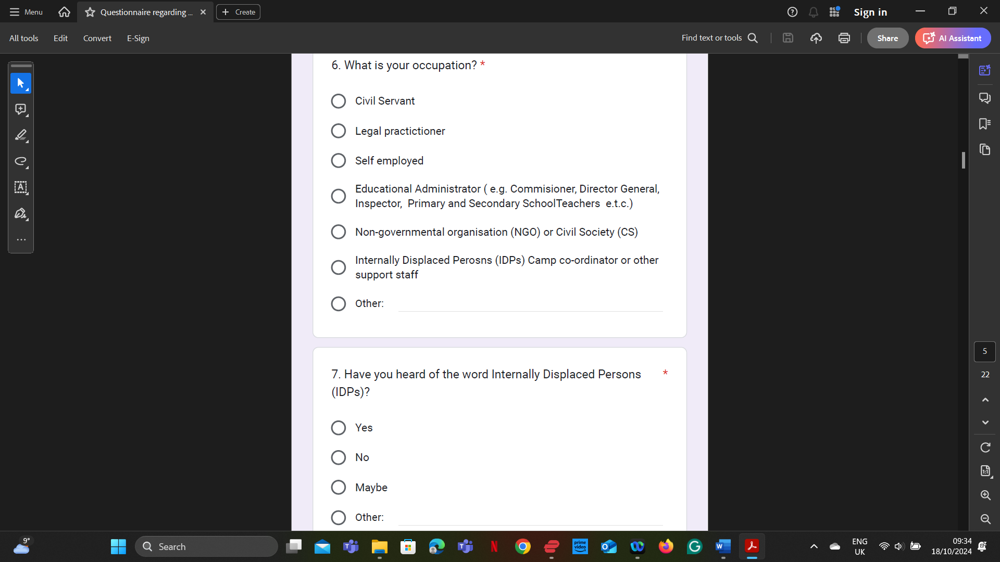 Menu
Questionnaire regarding ...
Create
Sign in
All tools
Edit
Convert
E-Sign
Find text or tools
Share
AI Assistant
6. What is your occupation? *
Civil Servant
Legal practictioner
Self employed
Educational Administrator ( e.g. Commisioner, Director General,
Inspector,  Primary and Secondary SchoolTeachers  e.t.c.)
Non-governmental organisation (NGO) or Civil Society (CS)
Internally Displaced Perosns (IDPs) Camp co-ordinator or other
support staff
Other:
7. Have you heard of the word Internally Displaced Persons *
(IDPs)?
Yes
No
Maybe
Other:
5
22
9°
Search
prime
video
ENG
UK
09:34
18/10/2024